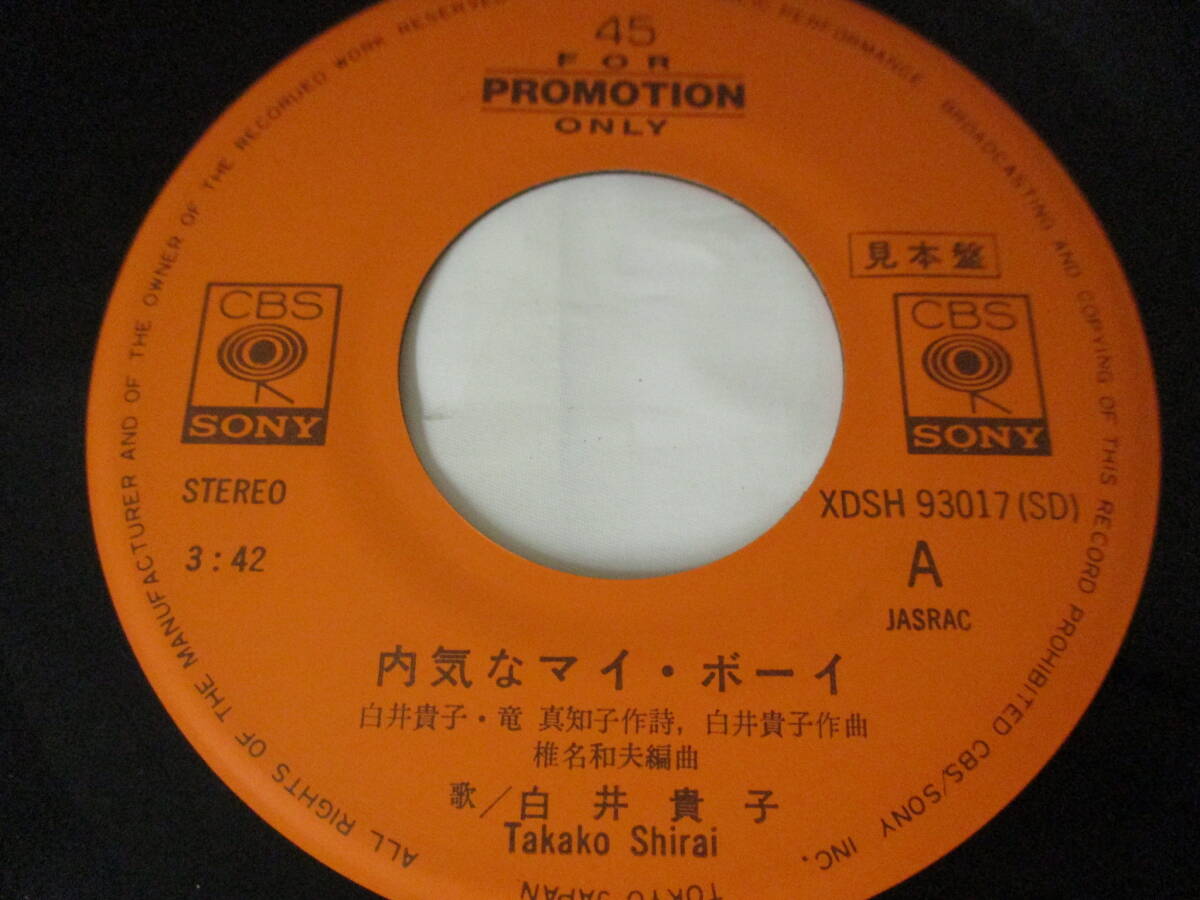 45
FOR
PROMOTION
ONLY
見本盤
CBS
SONY
CBS
SONY
STEREO
3:42
XDSH 93017 (SD)
A
JASRAC
内気なマイ・ボーイ
白井貴子・竜 真知子作詩, 白井貴子作曲
椎名和夫編曲
歌/白井貴子
Takako Shirai
ALL RIGHTS OF THE MANUFACTURER AND OF THE OWNER OF THE RECORDED WORK RESERVED
PERFORMANCE BROADCASTING AND COPYING OF THIS RECORD PROHIBITED CBS/SONY INC.
TOKYO JAPAN